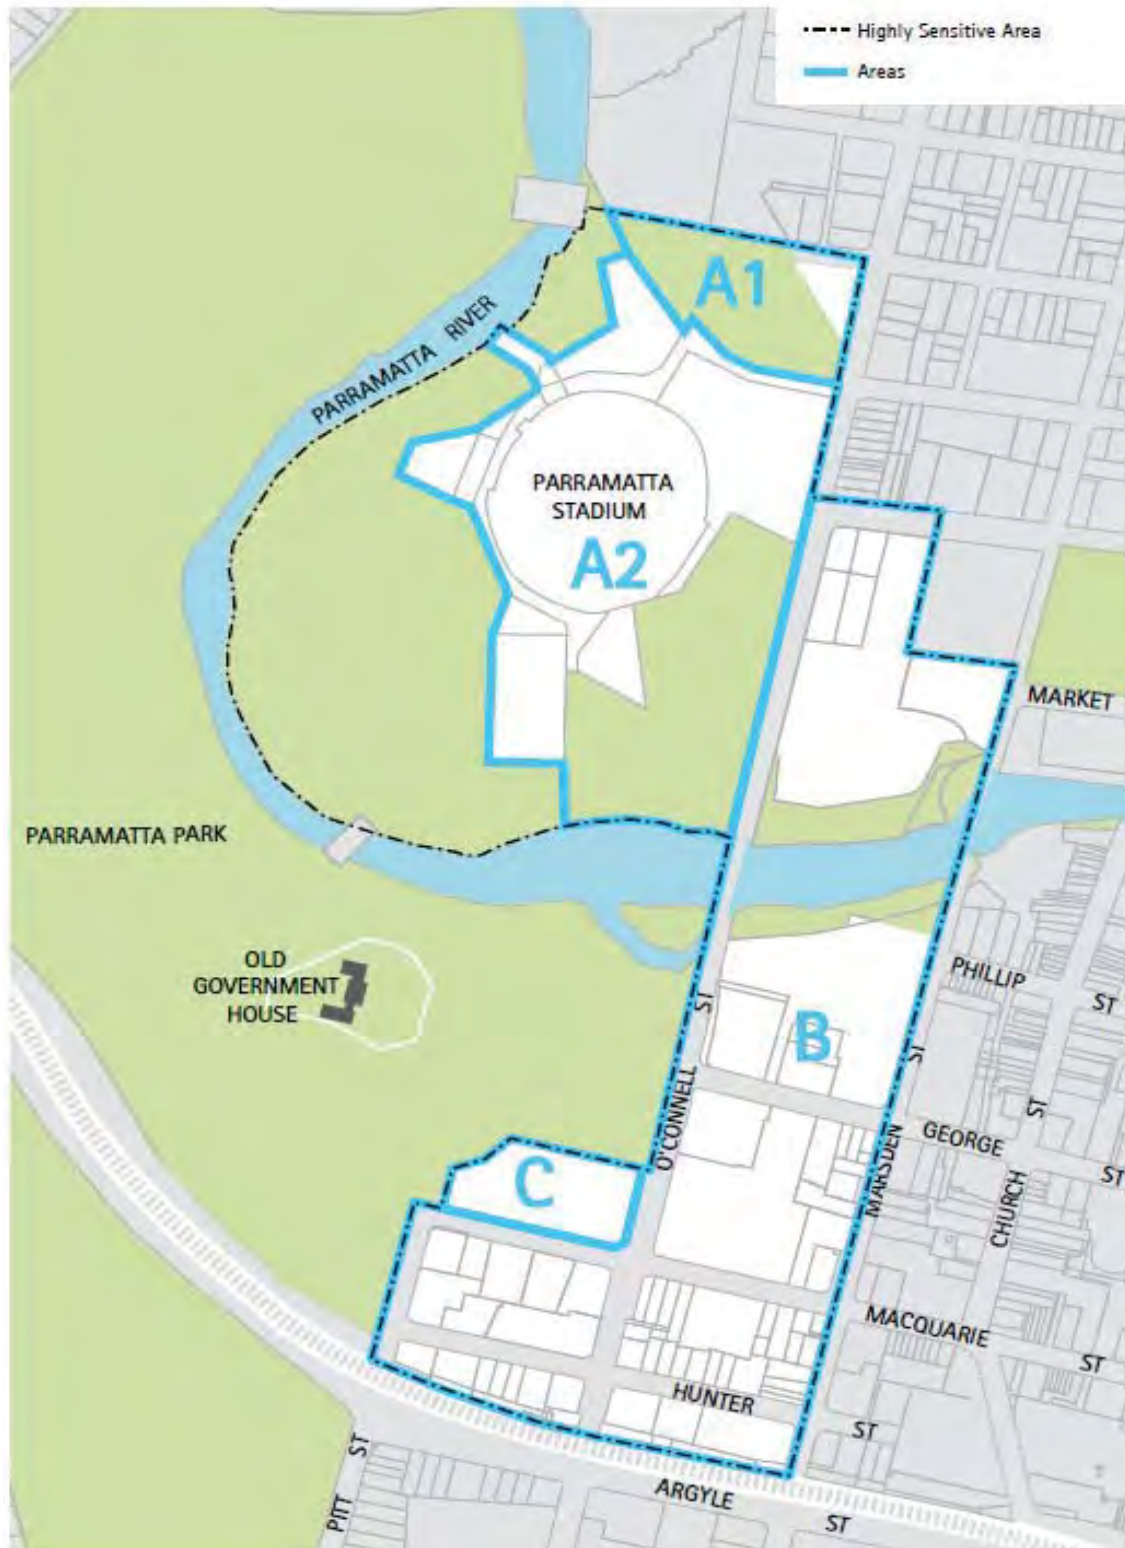 Highly Sensitive Area
Areas
A1
PARRAMATTA RIVER
PARRAMATTA
STADIUM
A2
MARKET
PARRAMATTA PARK
OLD
GOVERNMENT
HOUSE
PHILLIP
ST
ST
B
ST
O'CONNELL
ST
MARSDEN
GEORGE
ST
CHURCH
C
MACQUARIE
ST
HUNTER
ST
ARGYLE
ST
PITT
ST